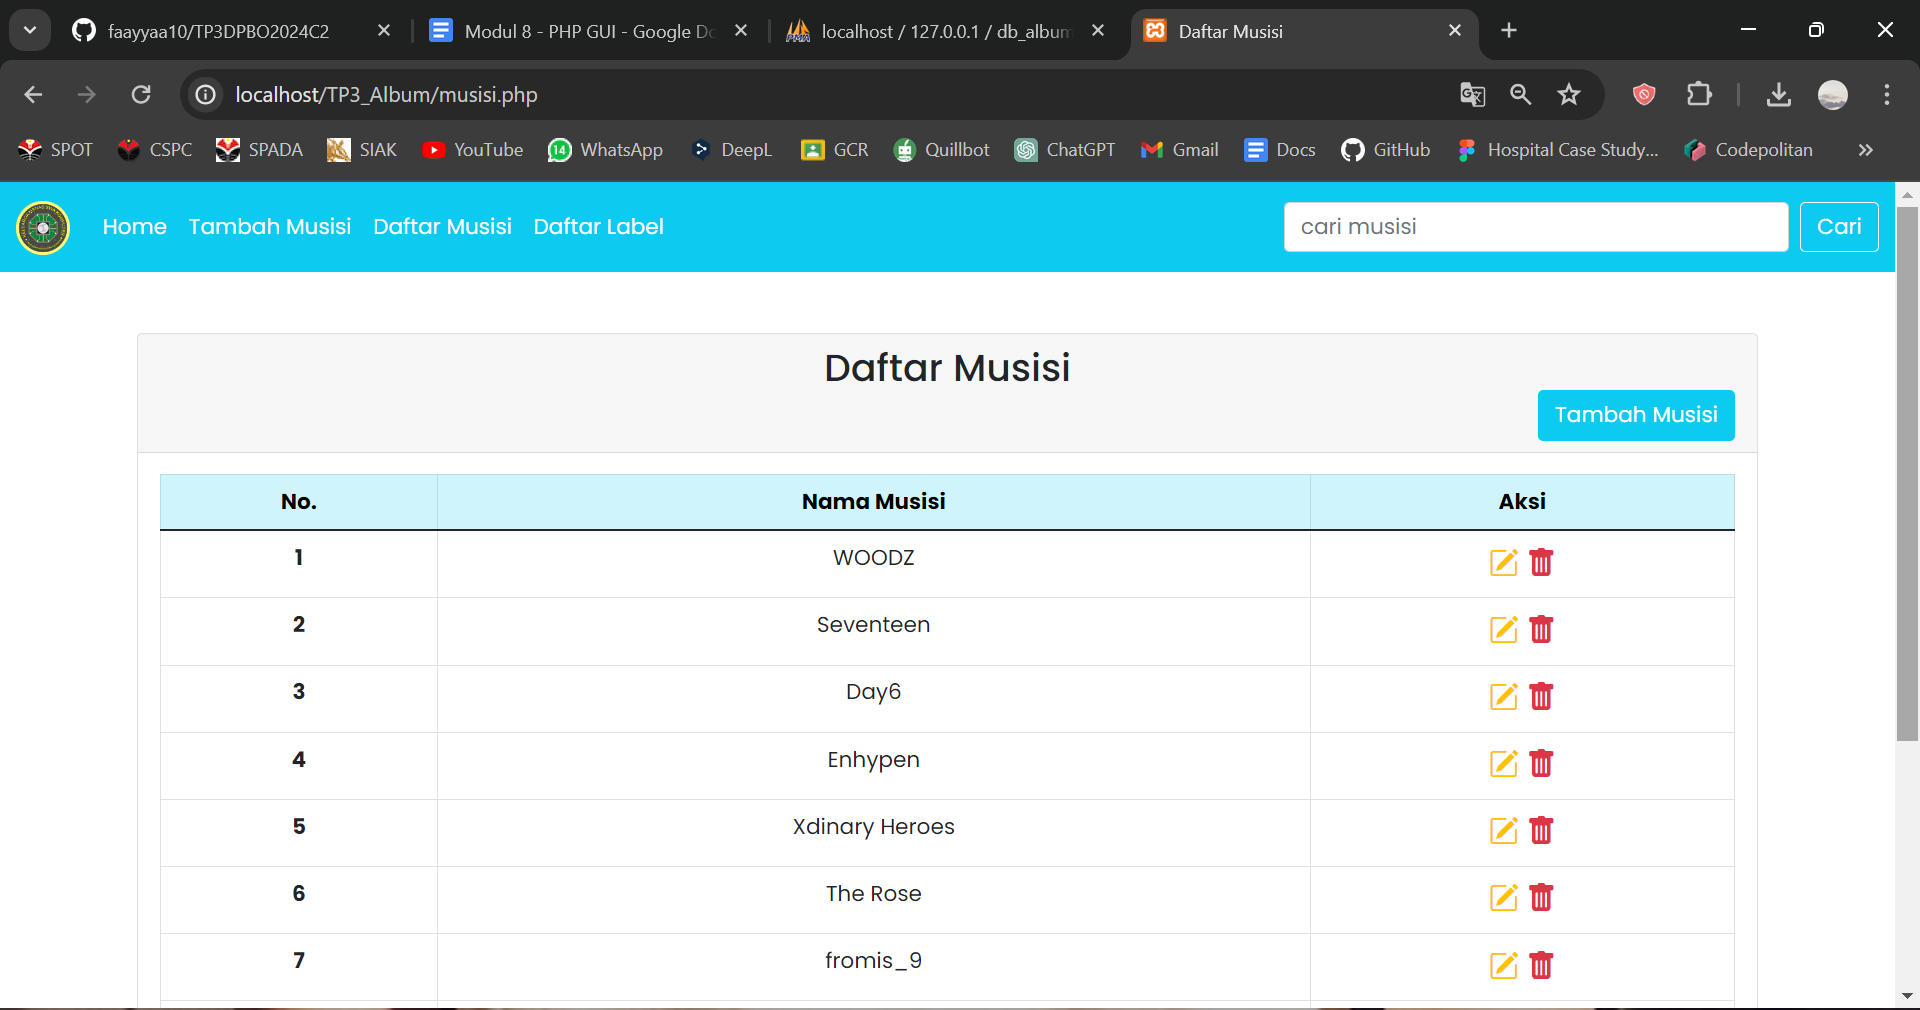 faayyaa10/TP3DPBO2024C2
Modul 8 - PHP GUI - Google Do
localhost / 127.0.0.1 / db_album
Daftar Musisi
localhost/TP3_Album/musisi.php
SPOT CSPC SPADA SIAK YouTube 14 WhatsApp DeepL GCR Quillbot ChatGPT Gmail Docs GitHub Hospital Case Study... Codepolitan
Home Tambah Musisi Daftar Musisi Daftar Label cari musisi Cari
Daftar Musisi
Tambah Musisi
No. Nama Musisi Aksi
1 WOODZ
2 Seventeen
3 Day6
4 Enhypen
5 Xdinary Heroes
6 The Rose
7 fromis_9